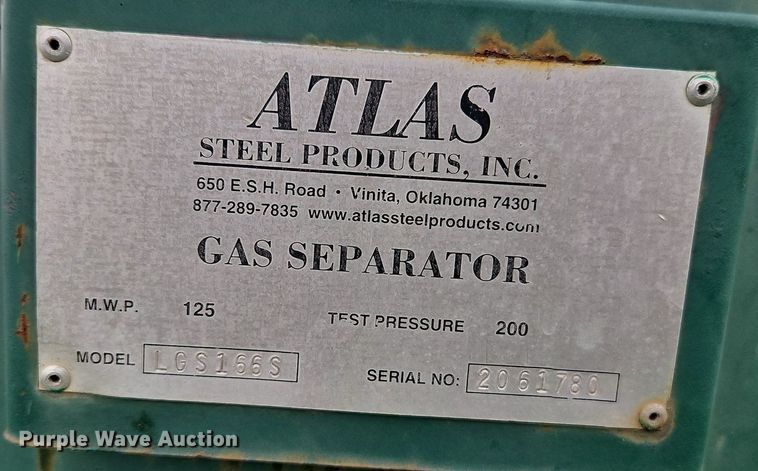 ATLAS
STEEL PRODUCTS, INC.
650 E.S.H. Road • Vinita, Oklahoma 74301
877-289-7835 www.atlassteelproducts.com
GAS SEPARATOR
M.W.P. 125 TEST PRESSURE 200
MODEL LGS166S SERIAL NO: 2061780
Purple Wave Auction